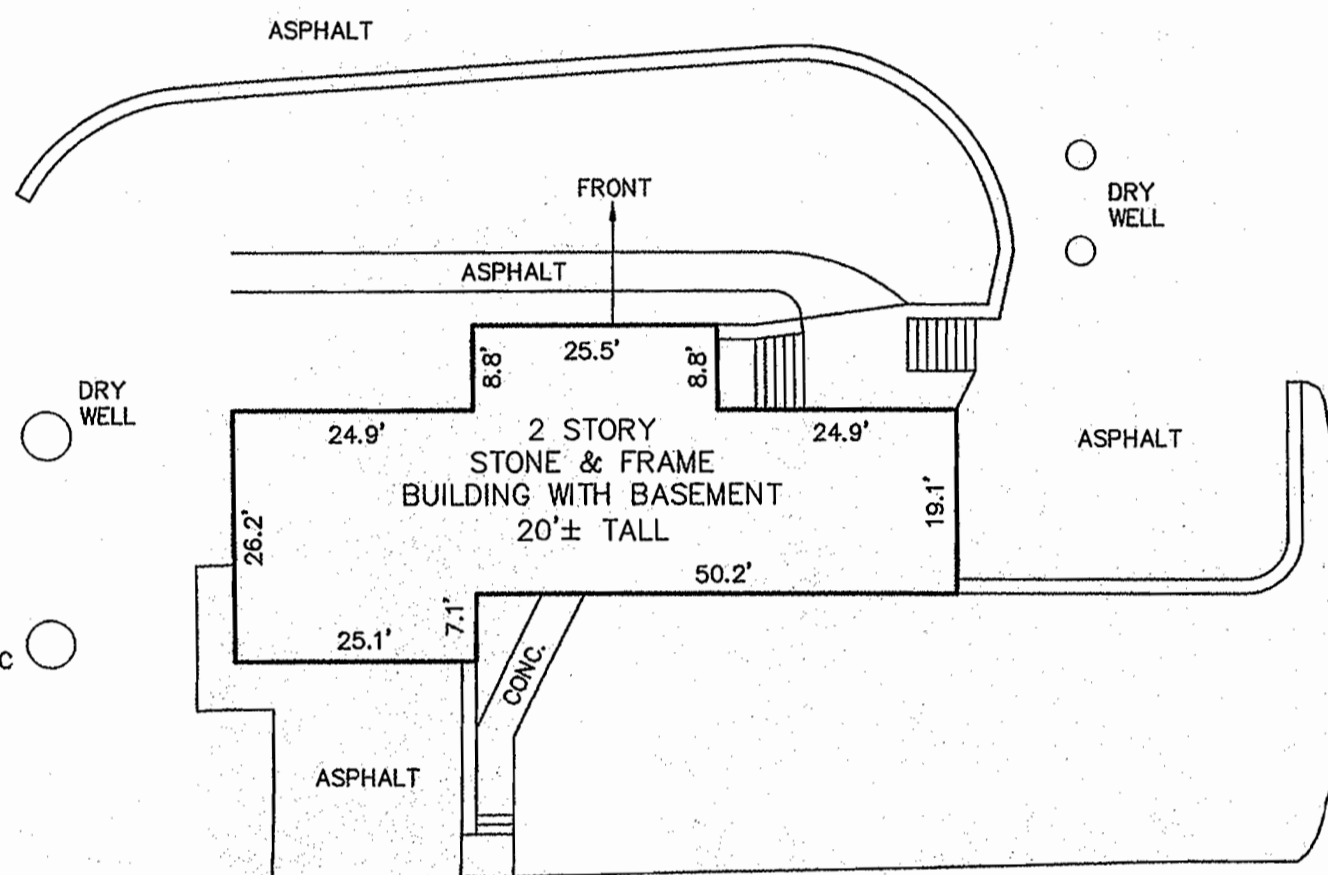 ASPHALT
FRONT
DRY
WELL
ASPHALT
25.5'
8.8'
8.8'
DRY
WELL
24.9'
2 STORY
24.9'
ASPHALT
STONE & FRAME
BUILDING WITH BASEMENT
20'± TALL
26.2'
19.1'
50.2'
7.1'
25.1'
C
CONC.
ASPHALT